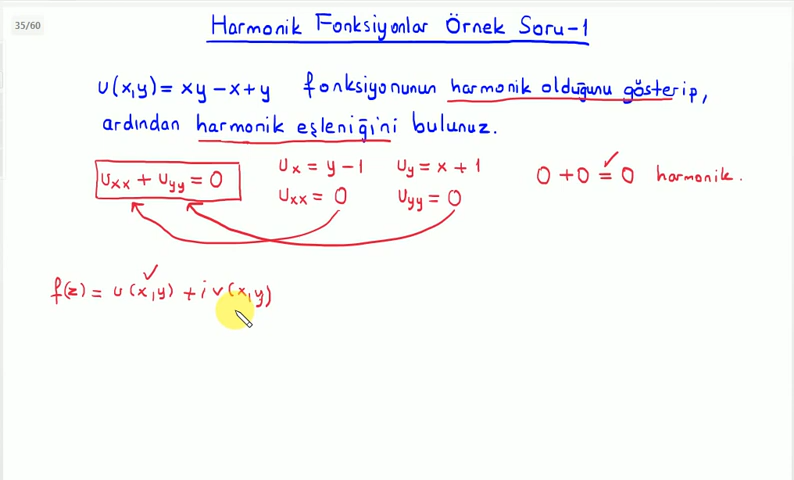 35/60
Harmonik Fonksiyonlar Örnek Soru-1
u(x,y) = xy - x + y fonksiyonunun harmonik olduğunu gösterip,
ardından harmonik eşleniğini bulunuz.
uxx + uyy = 0 ux = y - 1 uy = x + 1 0 + 0 = 0 ✓ harmonik.
uxx = 0 uyy = 0
f(z) = u(x,y) ✓ + i v(x,y)